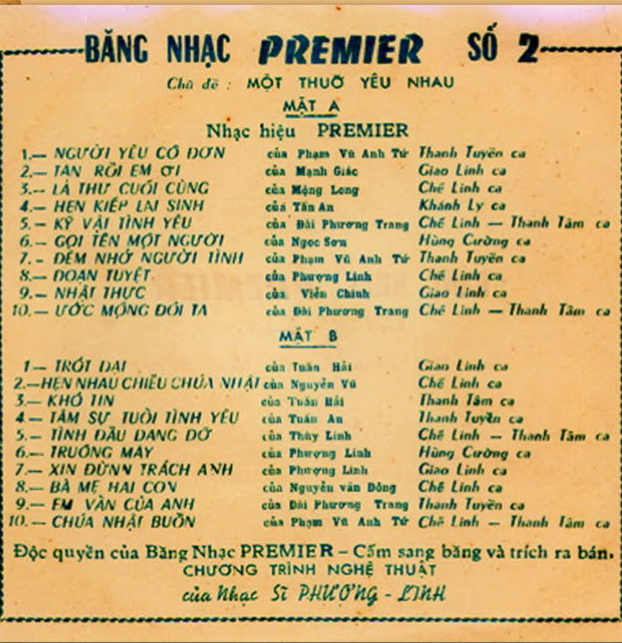 BĂNG NHẠC PREMIER SỐ 2
Chủ đề : MỘT THUỞ YÊU NHAU
MẶT A
Nhạc hiệu PREMIER
1.— NGƯỜI YÊU CÔ ĐƠN của Phạm Vũ Anh Tứ Thanh Tuyền ca
2.— TAN RỒI EM ƠI của Mạnh Giác Giao Linh ca
3.— LÁ THƯ CUỐI CÙNG của Mộng Long Chế Linh ca
4.— HẸN KIẾP LAI SINH của Tân An Khánh Ly ca
5.— KỶ VẬT TÌNH YÊU của Đài Phương Trang Chế Linh — Thanh Tâm ca
6.— GỌI TÊN MỘT NGƯỜI của Ngọc Sơn Hùng Cường ca
7.- ĐÊM NHỚ NGƯỜI TÌNH của Phạm Vũ Anh Tứ Thanh Tuyền ca
8.— ĐOẠN TUYỆT của Phượng Linh Chế Linh ca
9.— NHẬT THỰC của Viễn Chinh Giao Linh ca
10.— ƯỚC MỘNG ĐÔI TA của Đài Phương Trang Chế Linh — Thanh Tâm ca
MẶT B
1— TRÓT DẠI của Tuấn Hải Giao Linh ca
2.—HẸN NHAU CHIỀU CHÚA NHẬT của Nguyễn Vũ Chế Linh ca
3.— KHÓ TIN của Tuấn Hải Thanh Tâm ca
4.— TÂM SỰ TUỔI TÌNH YÊU của Tuấn An Thanh Tuyền ca
5.— TÌNH ĐẦU DANG DỞ của Thùy Linh Chế Linh — Thanh Tâm ca
6.— TRUÔNG MÂY của Phượng Linh Hùng Cường ca
7.— XIN ĐỪNN TRÁCH ANH của Phượng Linh Giao Linh ca
8.— BÀ MẸ HAI CON của Nguyễn văn Đông Chế Linh ca
9.— EM VẪN CỦA ANH của Đài Phương Trang Thanh Tuyền ca
10.— CHÚA NHẬT BUỒN của Phạm Vũ Anh Tứ Chế Linh — Thanh Tâm ca
Độc quyền của Băng Nhạc PREMIER — Cấm sang băng và trích ra bán.
CHƯƠNG TRÌNH NGHỆ THUẬT
của Nhạc Sĩ PHƯỢNG - LINH